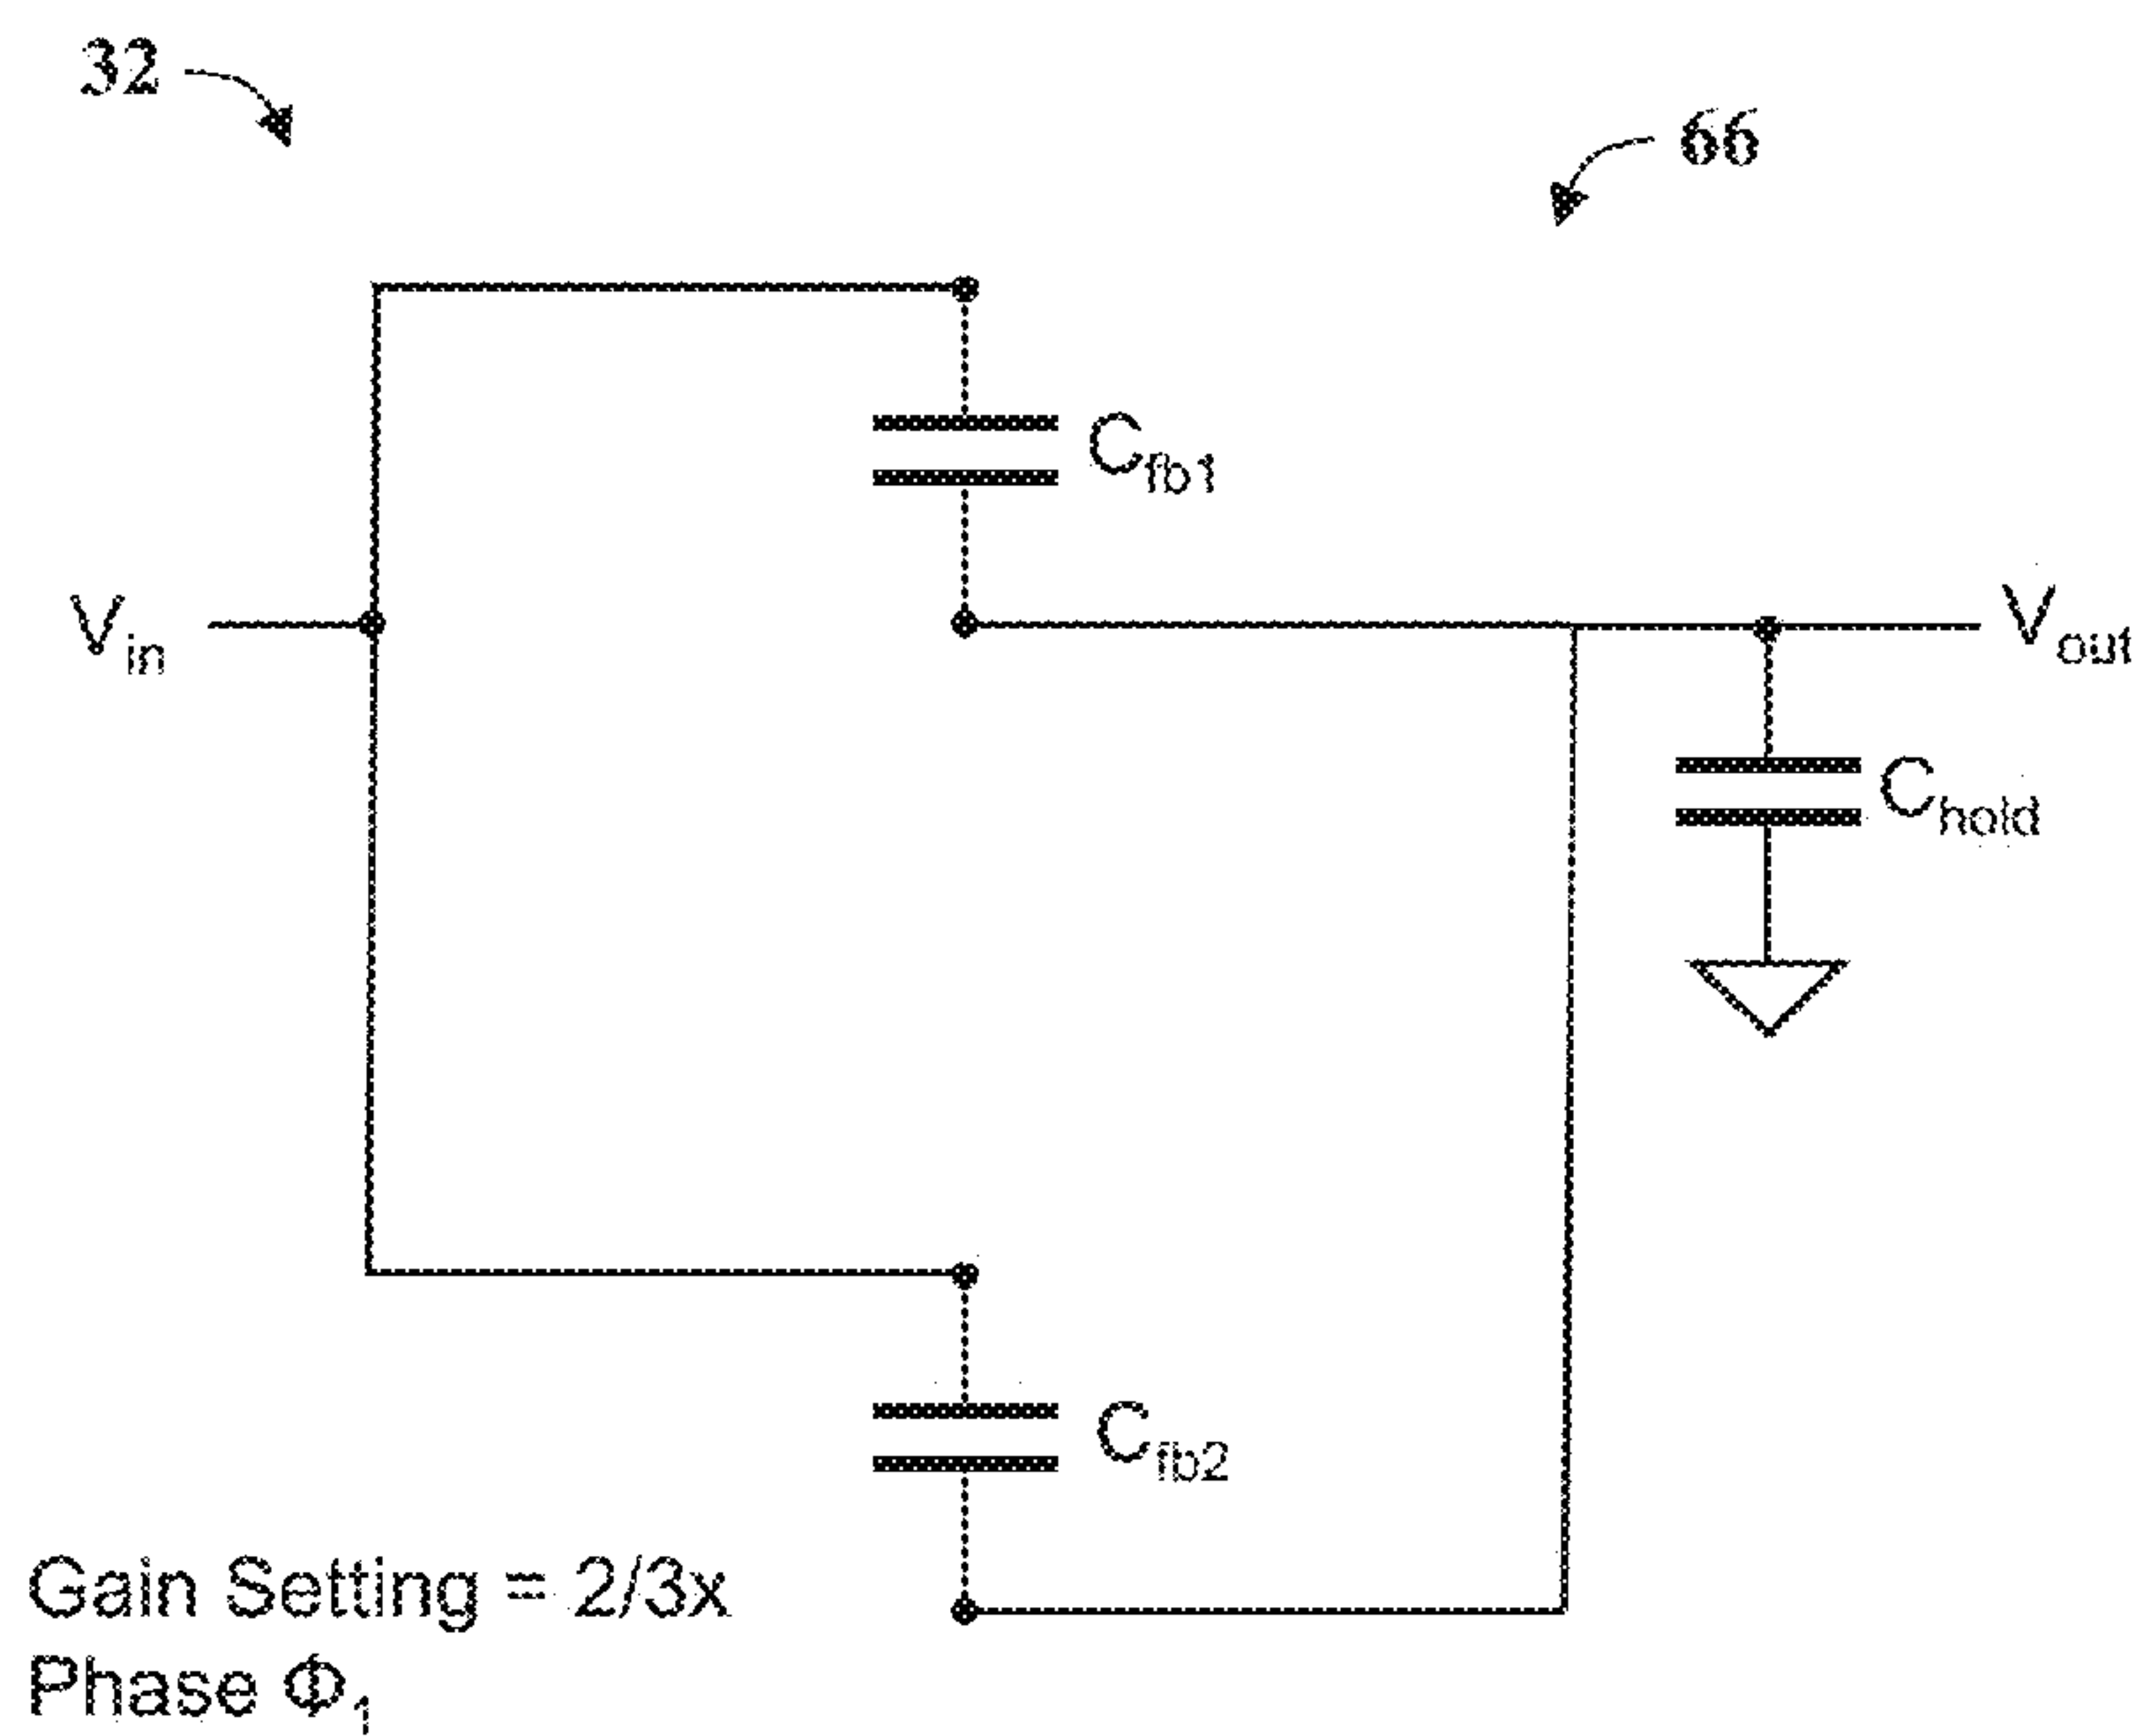 32
66
C_fb1
V_in
V_out
C_hold
C_fb2
Gain Setting = 2/3x
Phase Φ_1